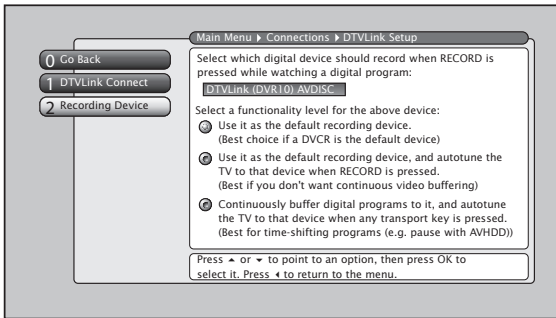 Main Menu ▸ Connections ▸ DTVLink Setup
0 Go Back
1 DTVLink Connect
2 Recording Device
Select which digital device should record when RECORD is
pressed while watching a digital program:
DTVLink (DVR10) AVDISC
Select a functionality level for the above device:
Use it as the default recording device.
(Best choice if a DVCR is the default device)
Use it as the default recording device, and autotune the
TV to that device when RECORD is pressed.
(Best if you don't want continuous video buffering)
Continuously buffer digital programs to it, and autotune
the TV to that device when any transport key is pressed.
(Best for time-shifting programs (e.g. pause with AVHDD))
Press ▴ or ▾ to point to an option, then press OK to
select it. Press ◂ to return to the menu.